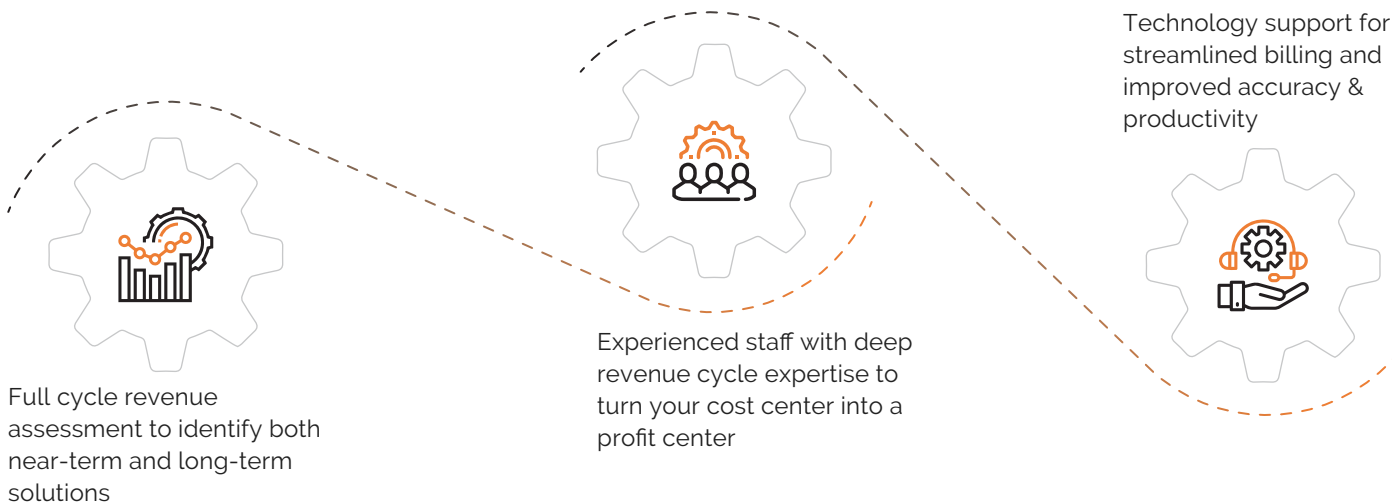 Full cycle revenue
assessment to identify both
near-term and long-term
solutions
Experienced staff with deep
revenue cycle expertise to
turn your cost center into a
profit center
Technology support for
streamlined billing and
improved accuracy &
productivity